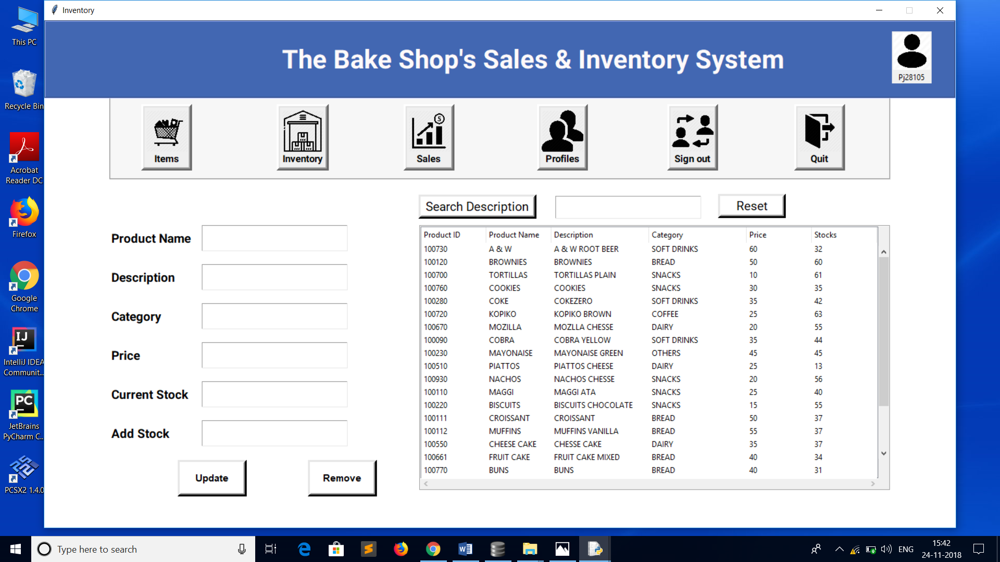 Inventory
The Bake Shop's Sales & Inventory System
Pj28105
Items
Inventory
Sales
Profiles
Sign out
Quit
Search Description
Reset
Product Name
Description
Category
Price
Current Stock
Add Stock
Update
Remove
Product ID Product Name Description Category Price Stocks
100730 A & W A & W ROOT BEER SOFT DRINKS 60 32
100120 BROWNIES BROWNIES BREAD 50 60
100700 TORTILLAS TORTILLAS PLAIN SNACKS 10 61
100760 COOKIES COOKIES SNACKS 30 35
100280 COKE COKEZERO SOFT DRINKS 35 42
100720 KOPIKO KOPIKO BROWN COFFEE 25 63
100670 MOZILLA MOZLLA CHESSE DAIRY 20 55
100090 COBRA COBRA YELLOW SOFT DRINKS 35 44
100230 MAYONAISE MAYONAISE GREEN OTHERS 45 45
100510 PIATTOS PIATTOS CHEESE DAIRY 25 13
100930 NACHOS NACHOS CHESSE SNACKS 20 56
100110 MAGGI MAGGI ATA SNACKS 25 40
100220 BISCUITS BISCUITS CHOCOLATE SNACKS 15 55
100111 CROISSANT CROISSANT BREAD 50 37
100112 MUFFINS MUFFINS VANILLA BREAD 55 37
100550 CHEESE CAKE CHESSE CAKE DAIRY 35 37
100661 FRUIT CAKE FRUIT CAKE MIXED BREAD 40 34
100770 BUNS BUNS BREAD 40 31
This PC
Recycle Bin
Acrobat
Reader DC
Firefox
Google
Chrome
IJ
IntelliJ IDEA
Communit...
PC
JetBrains
PyCharm C...
PCSX2 1.4.0
Type here to search
ENG
15:42
24-11-2018